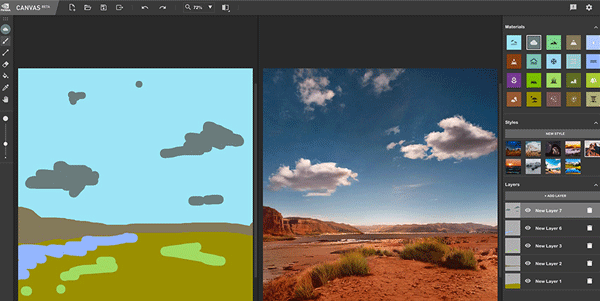 NVIDIA
CANVAS BETA
72%
Materials
Styles
NEW STYLE
Layers
+ ADD LAYER
New Layer 7
New Layer 6
New Layer 3
New Layer 2
New Layer 1